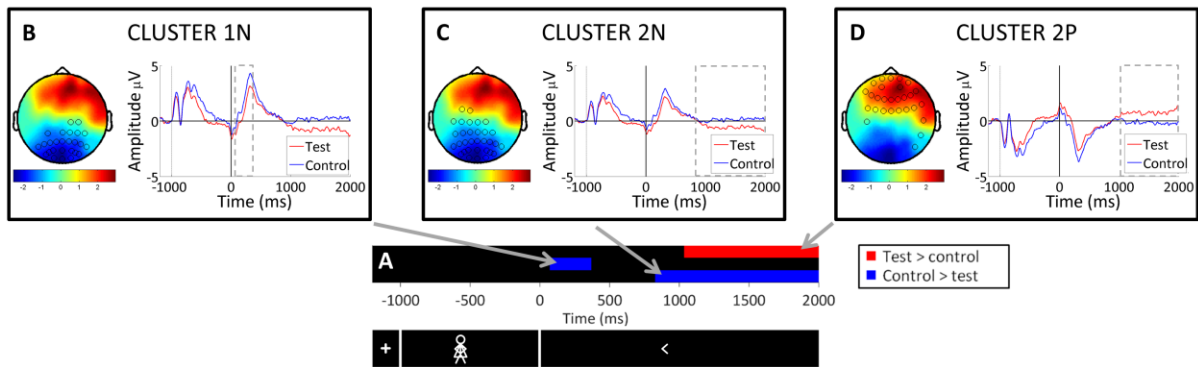 B CLUSTER 1N
5
0
-5
Amplitude µV
-1000 0 1000 2000
Time (ms)
Test
Control
-2 -1 0 1 2
C CLUSTER 2N
5
0
-5
Amplitude µV
-1000 0 1000 2000
Time (ms)
Test
Control
-2 -1 0 1 2
D CLUSTER 2P
5
0
-5
Amplitude µV
-1000 0 1000 2000
Time (ms)
Test
Control
-2 -1 0 1 2
A
-1000 -500 0 500 1000 1500 2000
Time (ms)
Test > control
Control > test
+ <